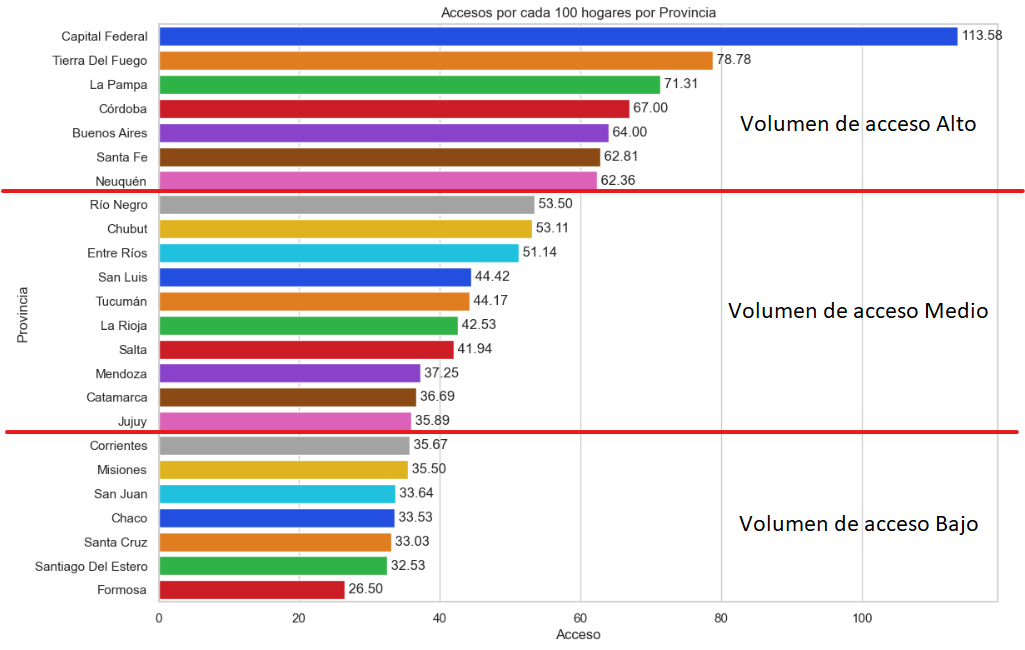 Accesos por cada 100 hogares por Provincia
Capital Federal 113.58
Tierra Del Fuego 78.78
La Pampa 71.31
Córdoba 67.00
Buenos Aires 64.00
Santa Fe 62.81
Neuquén 62.36
Volumen de acceso Alto
Río Negro 53.50
Chubut 53.11
Entre Ríos 51.14
San Luis 44.42
Tucumán 44.17
La Rioja 42.53
Salta 41.94
Mendoza 37.25
Catamarca 36.69
Jujuy 35.89
Volumen de acceso Medio
Provincia
Corrientes 35.67
Misiones 35.50
San Juan 33.64
Chaco 33.53
Santa Cruz 33.03
Santiago Del Estero 32.53
Formosa 26.50
Volumen de acceso Bajo
0 20 40 60 80 100
Acceso